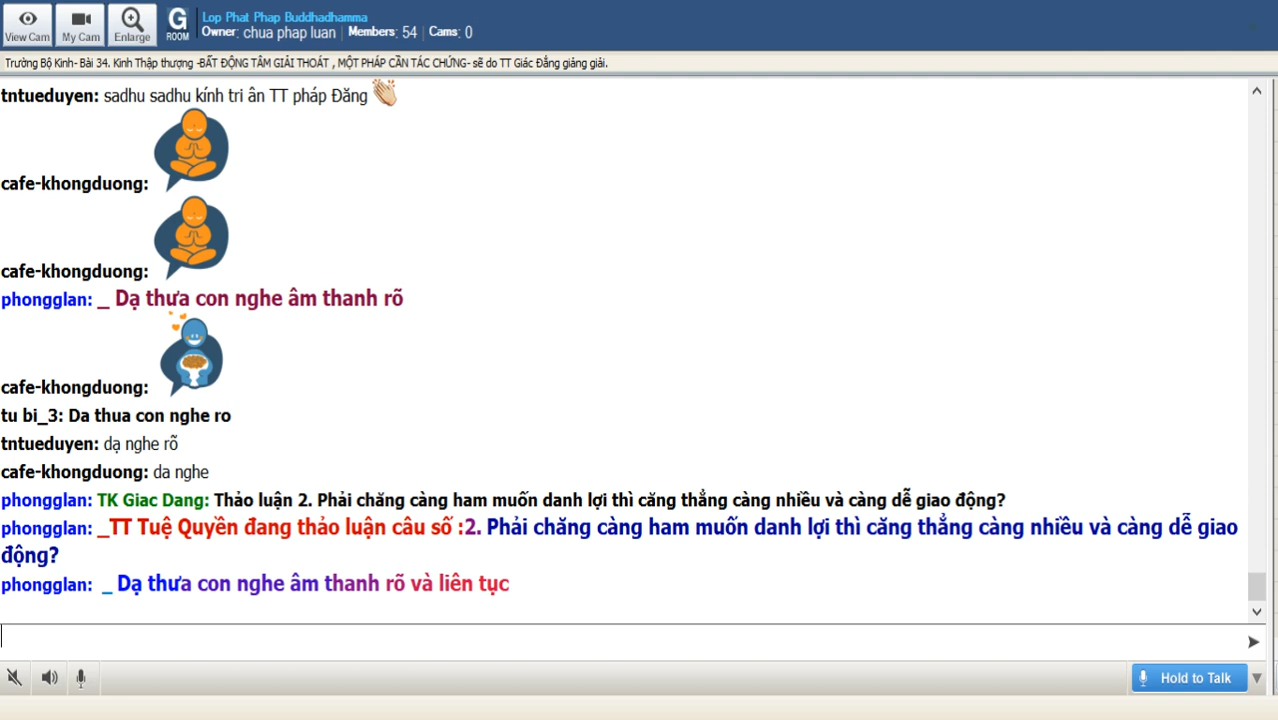 View Cam
My Cam
Enlarge
G
ROOM
Lop Phat Phap Buddhadhamma
Owner: chua phap luan | Members: 54 | Cams: 0
Trường Bộ Kinh- Bài 34. Kinh Thập thượng -BẤT ĐỘNG TÂM GIẢI THOÁT , MỘT PHÁP CẦN TÁC CHỨNG- sẽ do TT Giác Đẳng giảng giải.
tntueduyen: sadhu sadhu kính tri ân TT pháp Đăng
cafe-khongduong:
cafe-khongduong:
phongglan: _ Dạ thưa con nghe âm thanh rõ
cafe-khongduong:
tu bi_3: Da thua con nghe ro
tntueduyen: dạ nghe rõ
cafe-khongduong: da nghe
phongglan: TK Giac Dang: Thảo luận 2. Phải chăng càng ham muốn danh lợi thì căng thẳng càng nhiều và càng dễ giao động?
phongglan: _TT Tuệ Quyền đang thảo luận câu số :2. Phải chăng càng ham muốn danh lợi thì căng thẳng càng nhiều và càng dễ giao
động?
phongglan: _ Dạ thưa con nghe âm thanh rõ và liên tục
Hold to Talk